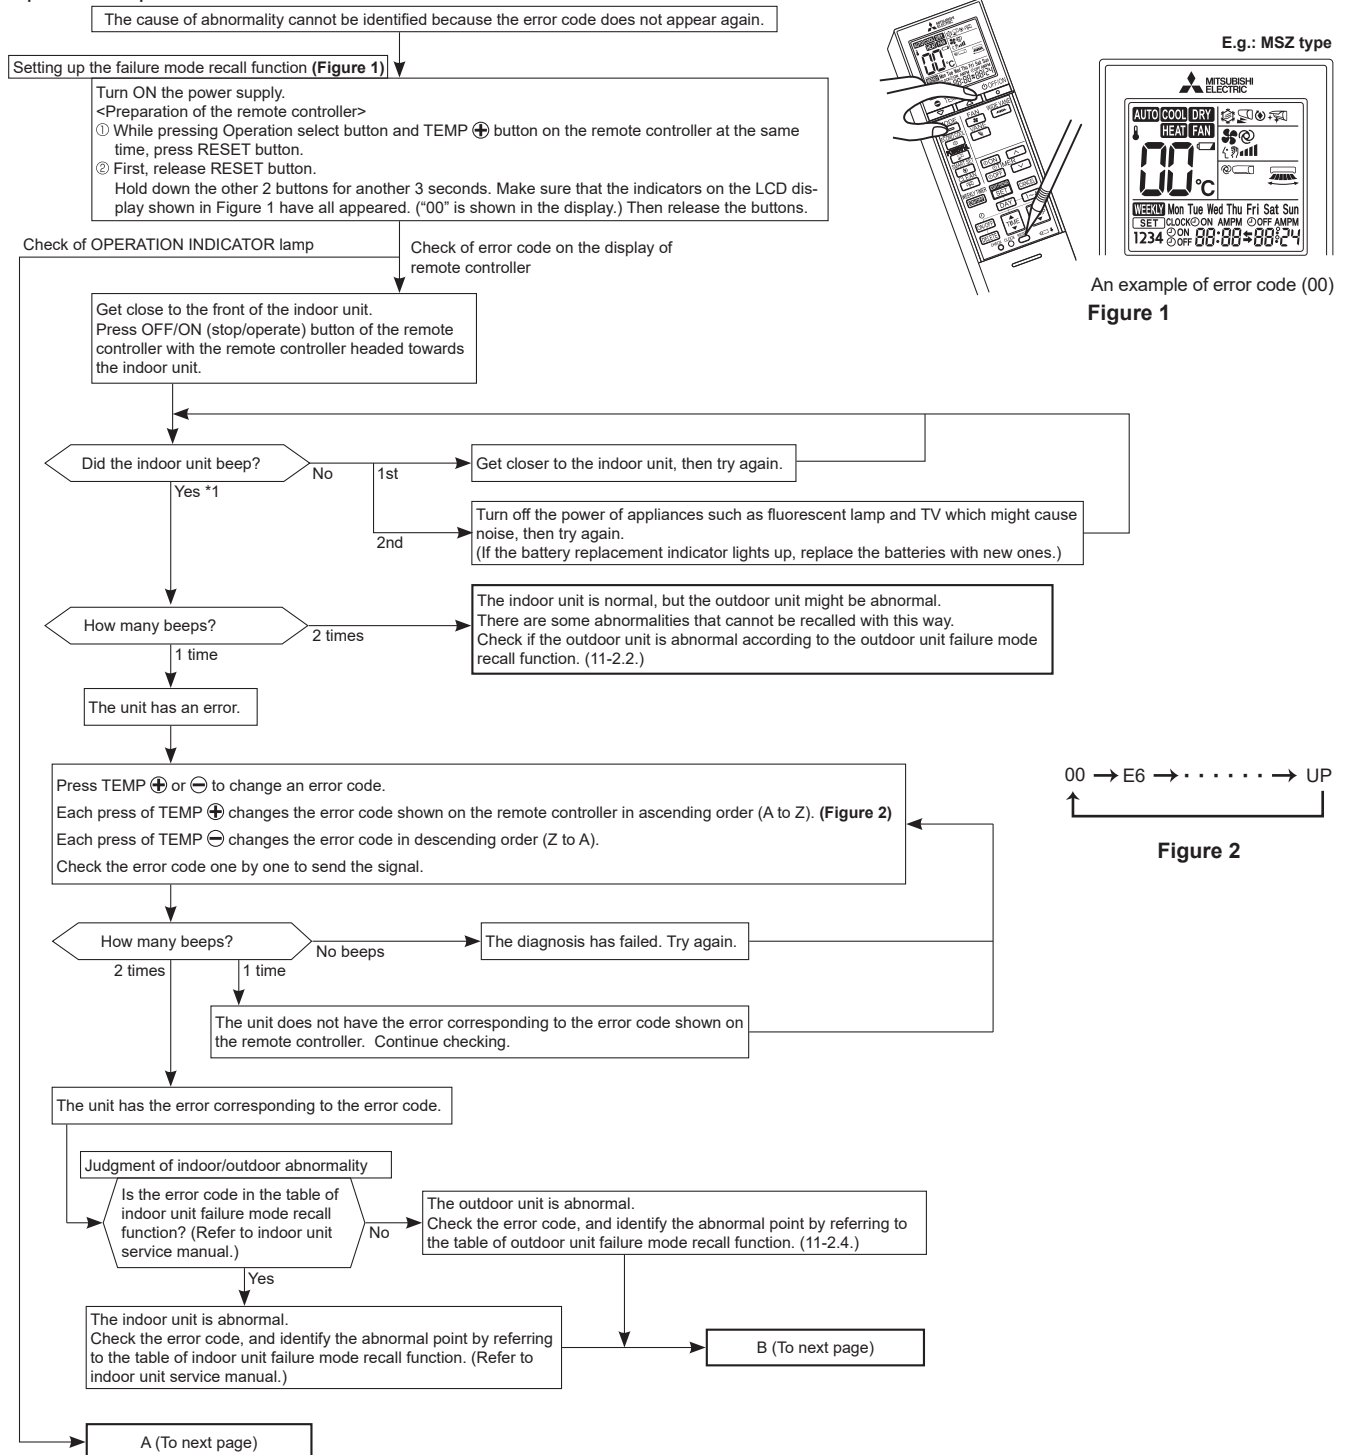 The cause of abnormality cannot be identified because the error code does not appear again.
Setting up the failure mode recall function (Figure 1)
Turn ON the power supply.
<Preparation of the remote controller>
① While pressing Operation select button and TEMP ⊕ button on the remote controller at the same
time, press RESET button.
② First, release RESET button.
Hold down the other 2 buttons for another 3 seconds. Make sure that the indicators on the LCD dis-
play shown in Figure 1 have all appeared. (“00” is shown in the display.) Then release the buttons.
E.g.: MSZ type
MITSUBISHI
ELECTRIC
AUTO COOL DRY
HEAT FAN
00 °C
WEEKLY Mon Tue Wed Thu Fri Sat Sun
SET CLOCK ON AMPM OFF AMPM
1234 ON OFF 88:88 88:24
An example of error code (00)
Figure 1
Check of OPERATION INDICATOR lamp
Check of error code on the display of
remote controller
Get close to the front of the indoor unit.
Press OFF/ON (stop/operate) button of the remote
controller with the remote controller headed towards
the indoor unit.
Did the indoor unit beep?
No
1st
Get closer to the indoor unit, then try again.
Yes *1
2nd
Turn off the power of appliances such as fluorescent lamp and TV which might cause
noise, then try again.
(If the battery replacement indicator lights up, replace the batteries with new ones.)
How many beeps?
2 times
The indoor unit is normal, but the outdoor unit might be abnormal.
There are some abnormalities that cannot be recalled with this way.
Check if the outdoor unit is abnormal according to the outdoor unit failure mode
recall function. (11-2.2.)
1 time
The unit has an error.
Press TEMP ⊕ or ⊖ to change an error code.
Each press of TEMP ⊕ changes the error code shown on the remote controller in ascending order (A to Z). (Figure 2)
Each press of TEMP ⊖ changes the error code in descending order (Z to A).
Check the error code one by one to send the signal.
00 → E6 → · · · · · · → UP
Figure 2
How many beeps?
No beeps
The diagnosis has failed. Try again.
2 times
1 time
The unit does not have the error corresponding to the error code shown on
the remote controller. Continue checking.
The unit has the error corresponding to the error code.
Judgment of indoor/outdoor abnormality
Is the error code in the table of
indoor unit failure mode recall
function? (Refer to indoor unit
service manual.)
No
The outdoor unit is abnormal.
Check the error code, and identify the abnormal point by referring to
the table of outdoor unit failure mode recall function. (11-2.4.)
Yes
The indoor unit is abnormal.
Check the error code, and identify the abnormal point by referring
to the table of indoor unit failure mode recall function. (Refer to
indoor unit service manual.)
B (To next page)
A (To next page)